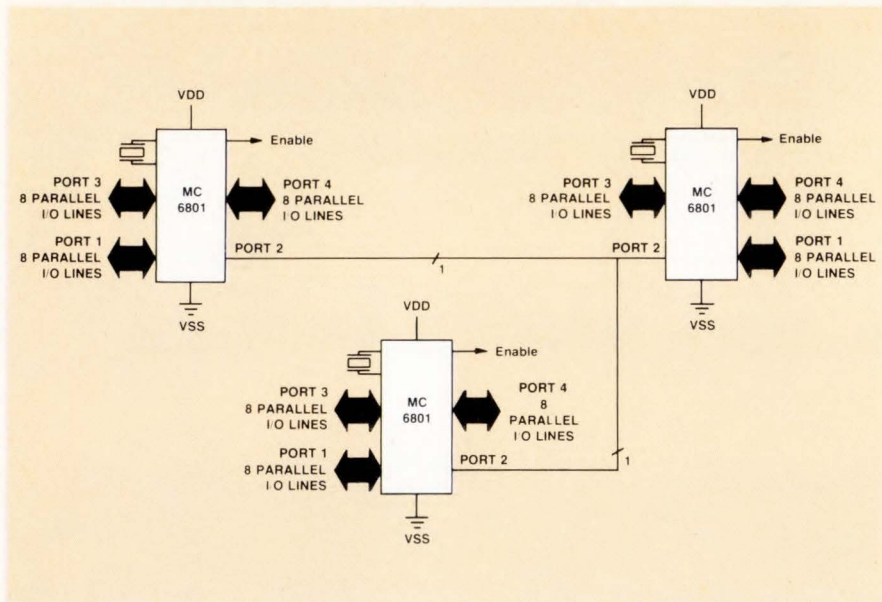 VDD
Enable
PORT 3
8 PARALLEL
I/O LINES
MC
6801
PORT 4
8 PARALLEL
I/O LINES
PORT 1
8 PARALLEL
I/O LINES
PORT 2
VSS
1
VDD
Enable
PORT 3
8 PARALLEL
I/O LINES
MC
6801
PORT 4
8 PARALLEL
I/O LINES
PORT 2
PORT 1
8 PARALLEL
I/O LINES
VSS
VDD
Enable
PORT 3
8 PARALLEL
I/O LINES
MC
6801
PORT 4
8
PARALLEL
I/O LINES
PORT 1
8 PARALLEL
I/O LINES
PORT 2
1
VSS